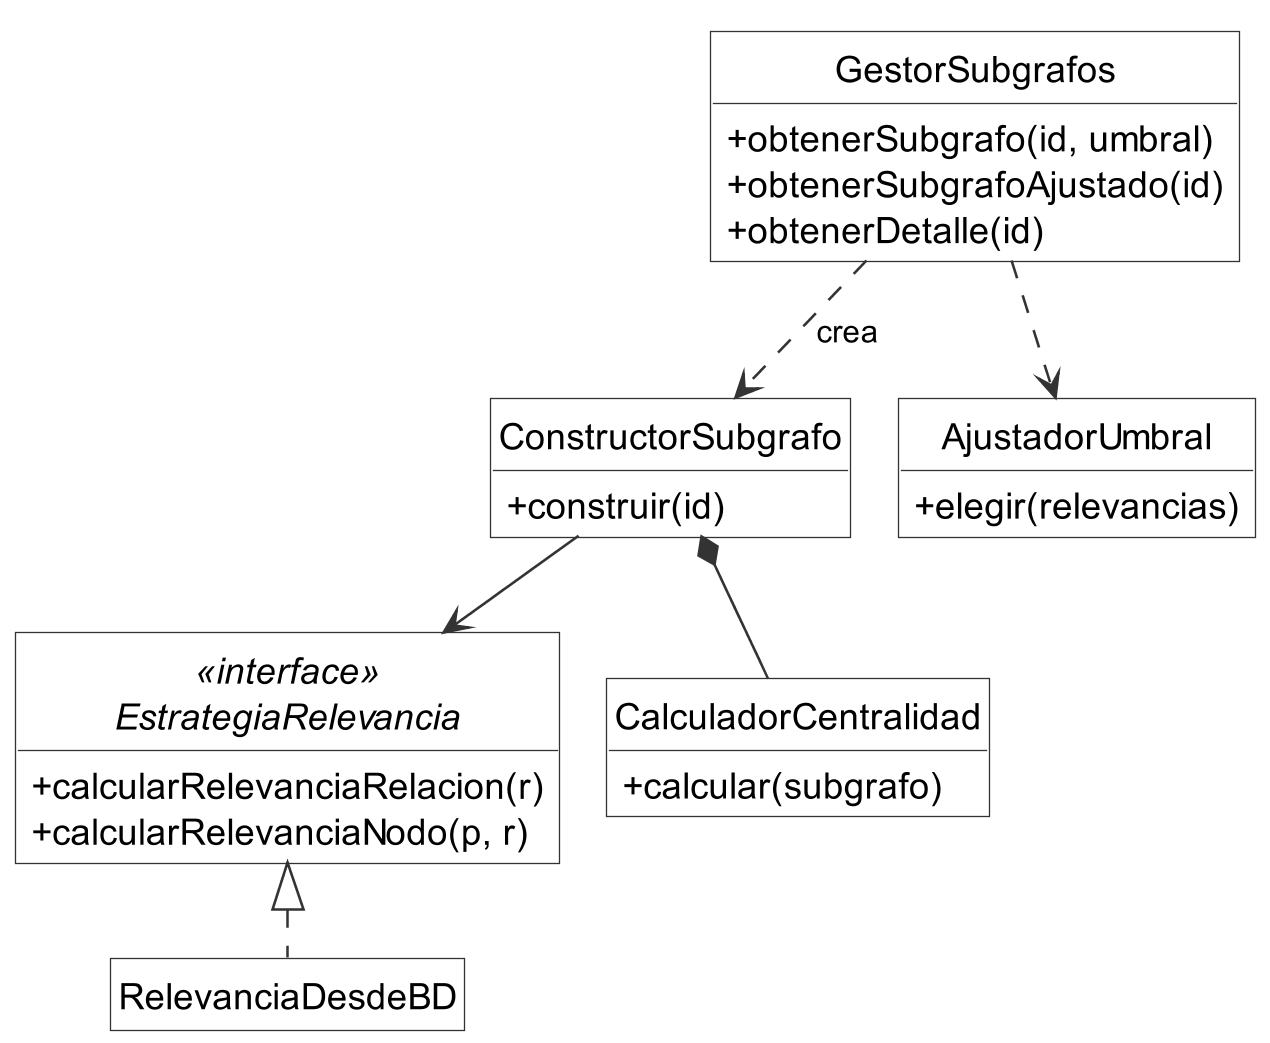 GestorSubgrafos
+obtenerSubgrafo(id, umbral)
+obtenerSubgrafoAjustado(id)
+obtenerDetalle(id)
crea
ConstructorSubgrafo
+construir(id)
AjustadorUmbral
+elegir(relevancias)
«interface»
EstrategiaRelevancia
+calcularRelevanciaRelacion(r)
+calcularRelevanciaNodo(p, r)
CalculadorCentralidad
+calcular(subgrafo)
RelevanciaDesdeBD